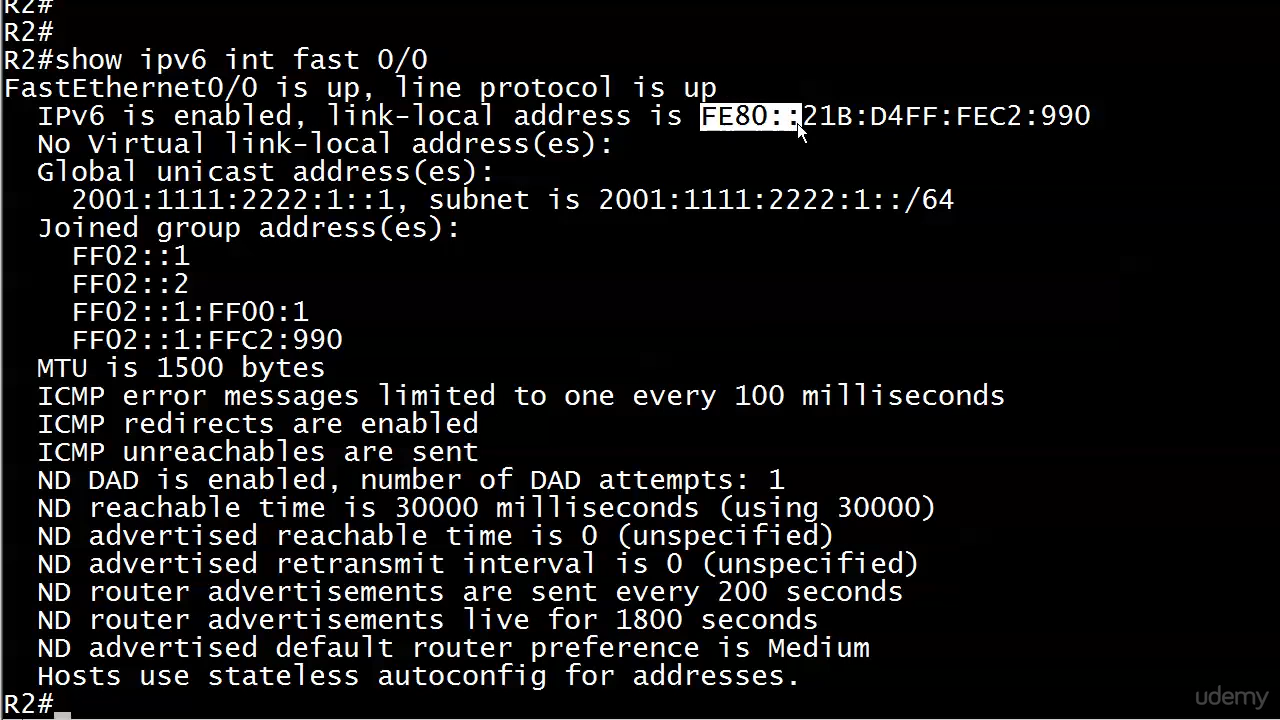 R2#
R2#
R2#show ipv6 int fast 0/0
FastEthernet0/0 is up, line protocol is up
IPv6 is enabled, link-local address is FE80::21B:D4FF:FEC2:990
No Virtual link-local address(es):
Global unicast address(es):
2001:1111:2222:1::1, subnet is 2001:1111:2222:1::/64
Joined group address(es):
FF02::1
FF02::2
FF02::1:FF00:1
FF02::1:FFC2:990
MTU is 1500 bytes
ICMP error messages limited to one every 100 milliseconds
ICMP redirects are enabled
ICMP unreachables are sent
ND DAD is enabled, number of DAD attempts: 1
ND reachable time is 30000 milliseconds (using 30000)
ND advertised reachable time is 0 (unspecified)
ND advertised retransmit interval is 0 (unspecified)
ND router advertisements are sent every 200 seconds
ND router advertisements live for 1800 seconds
ND advertised default router preference is Medium
Hosts use stateless autoconfig for addresses.
R2#
udemy